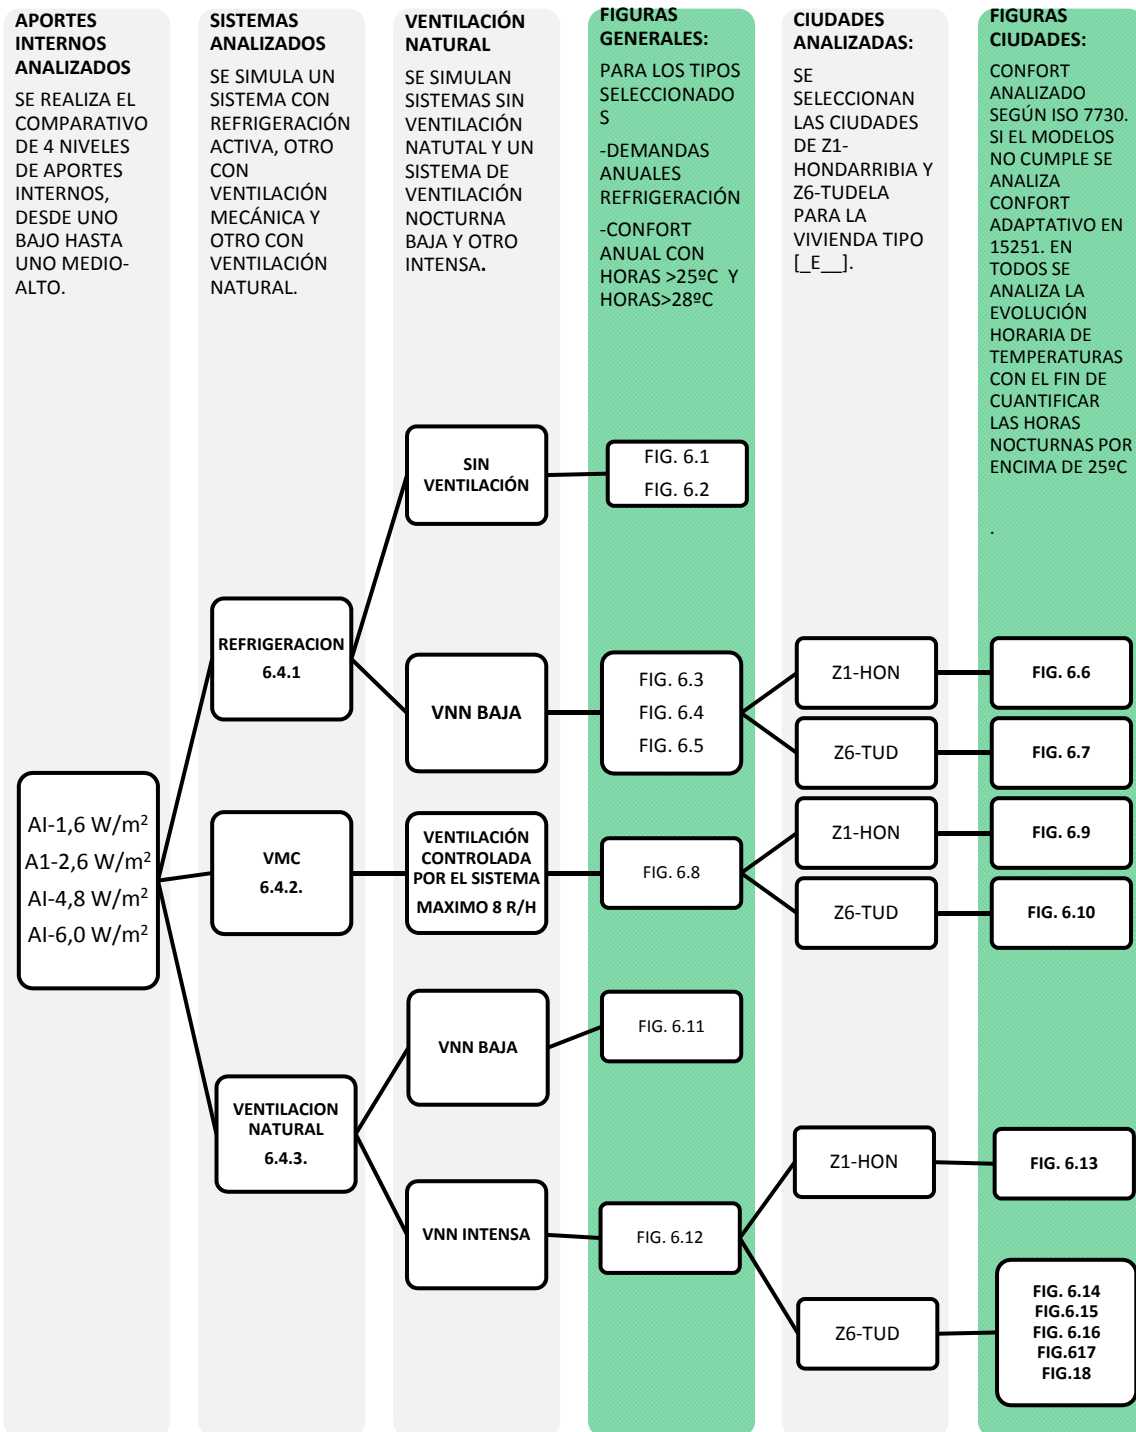 APORTES
INTERNOS
ANALIZADOS
SE REALIZA EL
COMPARATIVO
DE 4 NIVELES
DE APORTES
INTERNOS,
DESDE UNO
BAJO HASTA
UNO MEDIO-
ALTO.
SISTEMAS
ANALIZADOS
SE SIMULA UN
SISTEMA CON
REFRIGERACIÓN
ACTIVA, OTRO
CON
VENTILACIÓN
MECÁNICA Y
OTRO CON
VENTILACIÓN
NATURAL.
VENTILACIÓN
NATURAL
SE SIMULAN
SISTEMAS SIN
VENTILACIÓN
NATUTAL Y UN
SISTEMA DE
VENTILACIÓN
NOCTURNA
BAJA Y OTRO
INTENSA.
FIGURAS
GENERALES:
PARA LOS TIPOS
SELECCIONADO
S
-DEMANDAS
ANUALES
REFRIGERACIÓN
-CONFORT
ANUAL CON
HORAS >25ºC Y
HORAS>28ºC
CIUDADES
ANALIZADAS:
SE
SELECCIONAN
LAS CIUDADES
DE Z1-
HONDARRIBIA Y
Z6-TUDELA
PARA LA
VIVIENDA TIPO
[_E__].
FIGURAS
CIUDADES:
CONFORT
ANALIZADO
SEGÚN ISO 7730.
SI EL MODELOS
NO CUMPLE SE
ANALIZA
CONFORT
ADAPTATIVO EN
15251. EN
TODOS SE
ANALIZA LA
EVOLUCIÓN
HORARIA DE
TEMPERATURAS
CON EL FIN DE
CUANTIFICAR
LAS HORAS
NOCTURNAS POR
ENCIMA DE 25ºC
.
AI-1,6 W/m²
A1-2,6 W/m²
AI-4,8 W/m²
AI-6,0 W/m²
REFRIGERACION
6.4.1
SIN
VENTILACIÓN
FIG. 6.1
FIG. 6.2
VNN BAJA
FIG. 6.3
FIG. 6.4
FIG. 6.5
Z1-HON
FIG. 6.6
Z6-TUD
FIG. 6.7
VMC
6.4.2.
VENTILACIÓN
CONTROLADA
POR EL SISTEMA
MAXIMO 8 R/H
FIG. 6.8
Z1-HON
FIG. 6.9
Z6-TUD
FIG. 6.10
VENTILACION
NATURAL
6.4.3.
VNN BAJA
FIG. 6.11
VNN INTENSA
FIG. 6.12
Z1-HON
FIG. 6.13
Z6-TUD
FIG. 6.14
FIG.6.15
FIG. 6.16
FIG.617
FIG.18